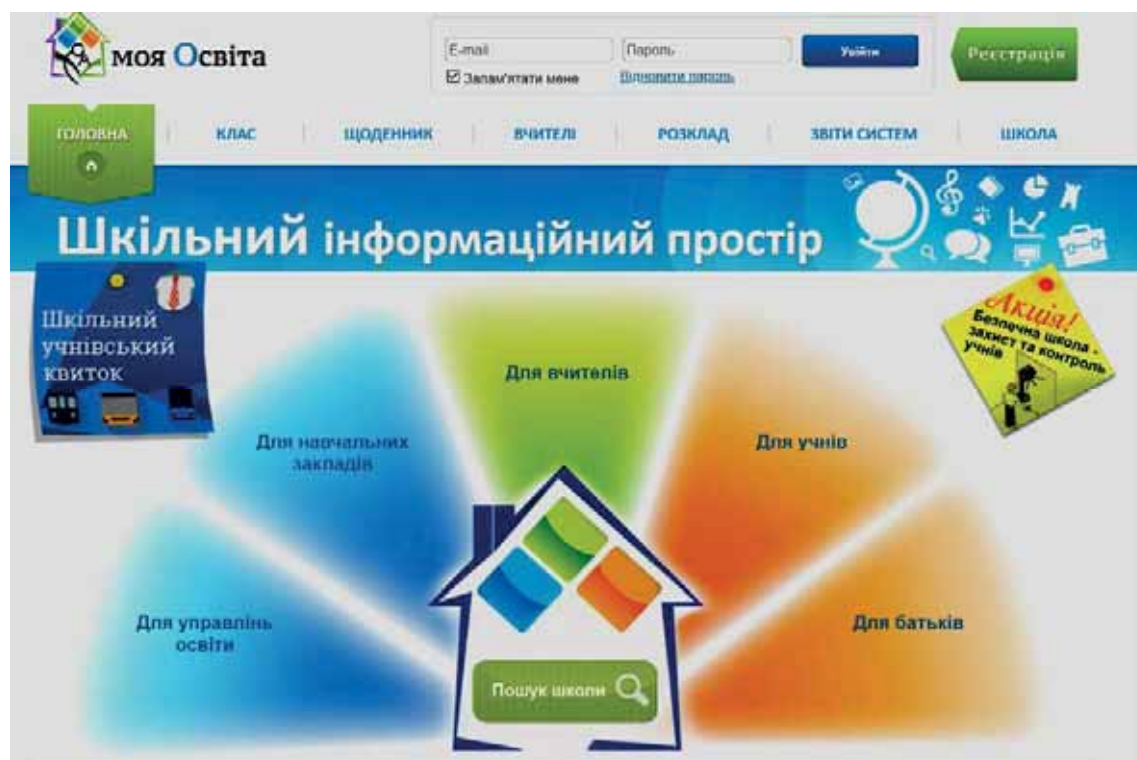 моя Освіта
E-mail
Пароль
Увійти
Реєстрація
Запам'ятати мене
Відновити пароль
ГОЛОВНА
КЛАС
ЩОДЕННИК
ВЧИТЕЛІ
РОЗКЛАД
ЗВІТИ СИСТЕМ
ШКОЛА
Шкільний інформаційний простір
Шкільний
учнівський
квиток
Акція!
Безпечна школа -
захист та контроль
учнів
Для вчителів
Для навчальних
закладів
Для учнів
Для управлінь
освіти
Для батьків
Пошук школи